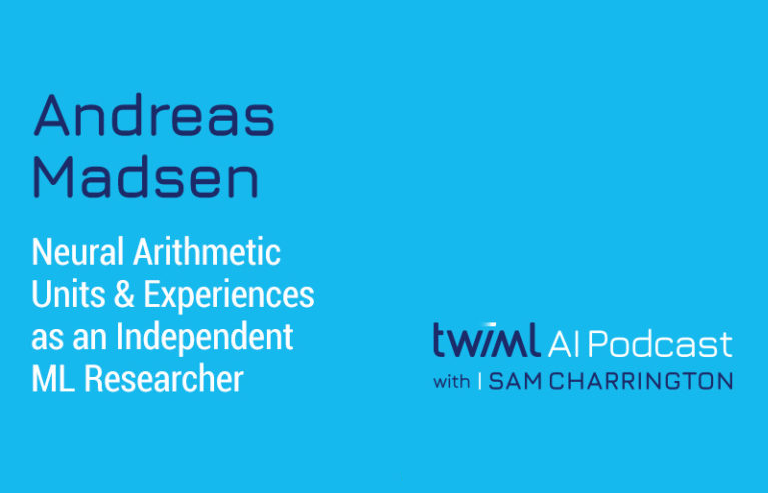 Andreas
Madsen
Neural Arithmetic
Units & Experiences
as an Independent
ML Researcher
twiml AI Podcast
with | SAM CHARRINGTON